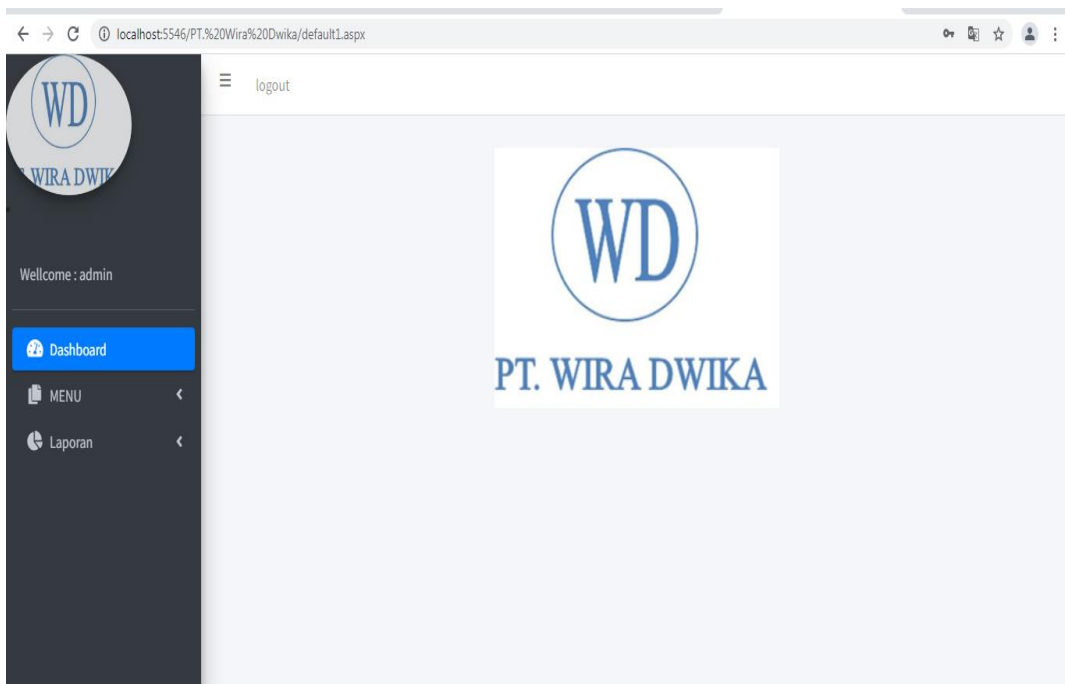 localhost:5546/PT.%20Wira%20Dwika/default1.aspx
logout
WD
WIRA DWIK
Wellcome : admin
Dashboard
MENU
Laporan
WD
PT. WIRA DWIKA